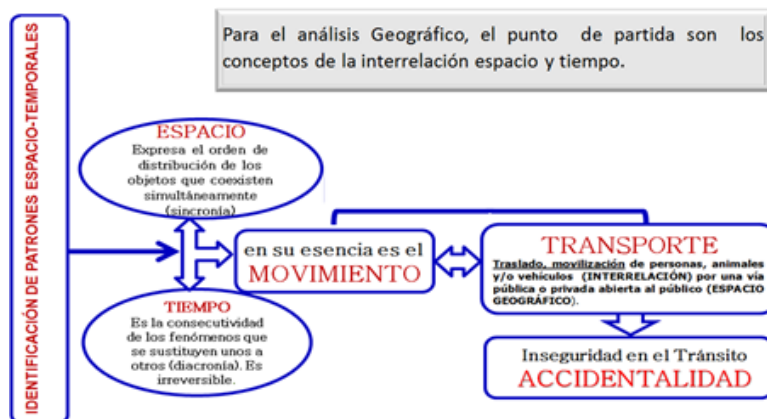 Para el análisis Geográfico, el punto de partida son los
conceptos de la interrelación espacio y tiempo.
IDENTIFICACIÓN DE PATRONES ESPACIO-TEMPORALES
ESPACIO
Expresa el orden de
distribución de los
objetos que coexisten
simultáneamente
(sincronía)
en su esencia es el
MOVIMIENTO
TRANSPORTE
Traslado, movilización de personas, animales
y/o vehículos (INTERRELACIÓN) por una vía
pública o privada abierta al público (ESPACIO
GEOGRÁFICO).
TIEMPO
Es la consecutividad
de los fenómenos que
se sustituyen unos a
otros (diacronía). Es
irreversible.
Inseguridad en el Tránsito
ACCIDENTALIDAD